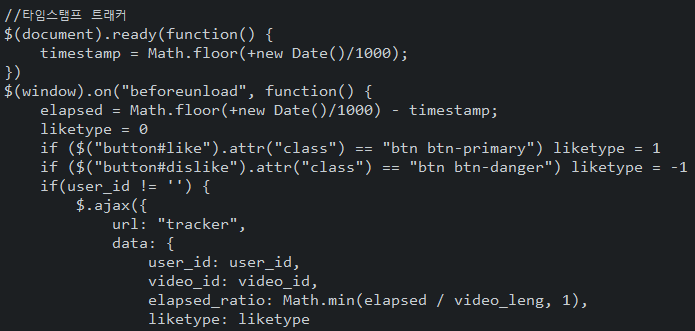 //타임스탬프 트래커
$(document).ready(function() {
    timestamp = Math.floor(+new Date()/1000);
})
$(window).on("beforeunload", function() {
    elapsed = Math.floor(+new Date()/1000) - timestamp;
    liketype = 0
    if ($("button#like").attr("class") == "btn btn-primary") liketype = 1
    if ($("button#dislike").attr("class") == "btn btn-danger") liketype = -1
    if(user_id != '') {
        $.ajax({
            url: "tracker",
            data: {
                user_id: user_id,
                video_id: video_id,
                elapsed_ratio: Math.min(elapsed / video_leng, 1),
                liketype: liketype